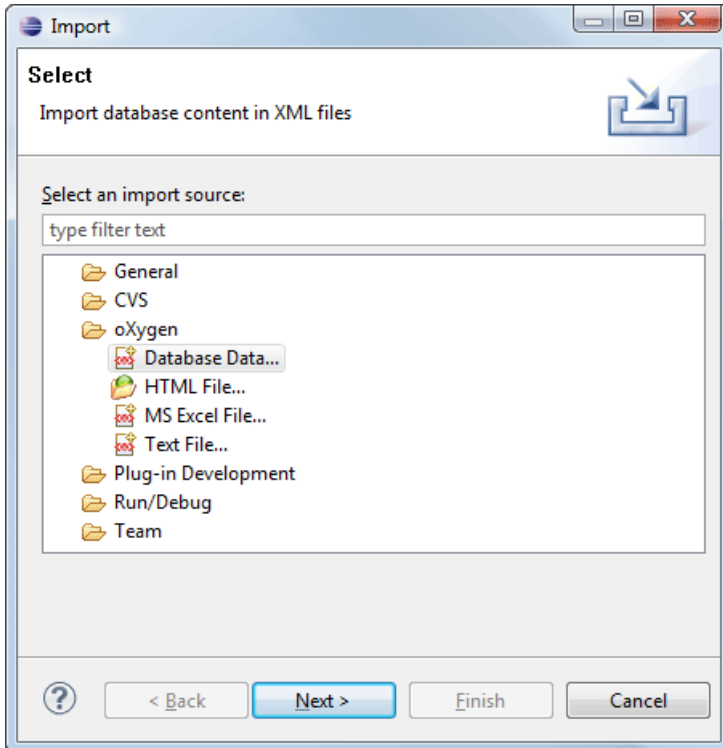 Import
Select
Import database content in XML files
Select an import source:
type filter text
General
CVS
oXygen
Database Data...
HTML File...
MS Excel File...
Text File...
Plug-in Development
Run/Debug
Team
? < Back Next > Finish Cancel